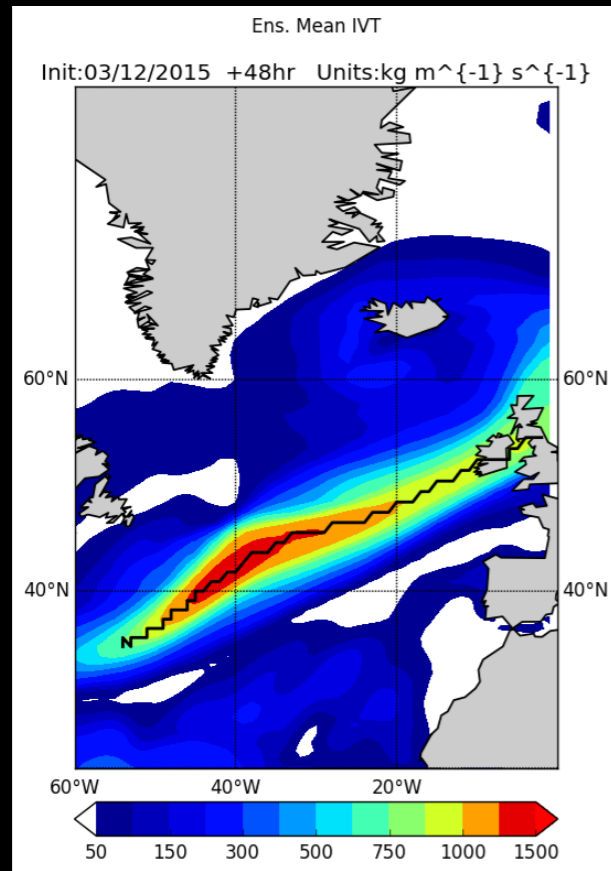 Ens. Mean IVT
Init:03/12/2015 +48hr Units:kg m^{-1} s^{-1}
60°N 60°N
40°N 40°N
60°W 40°W 20°W
50 150 300 500 750 1000 1500